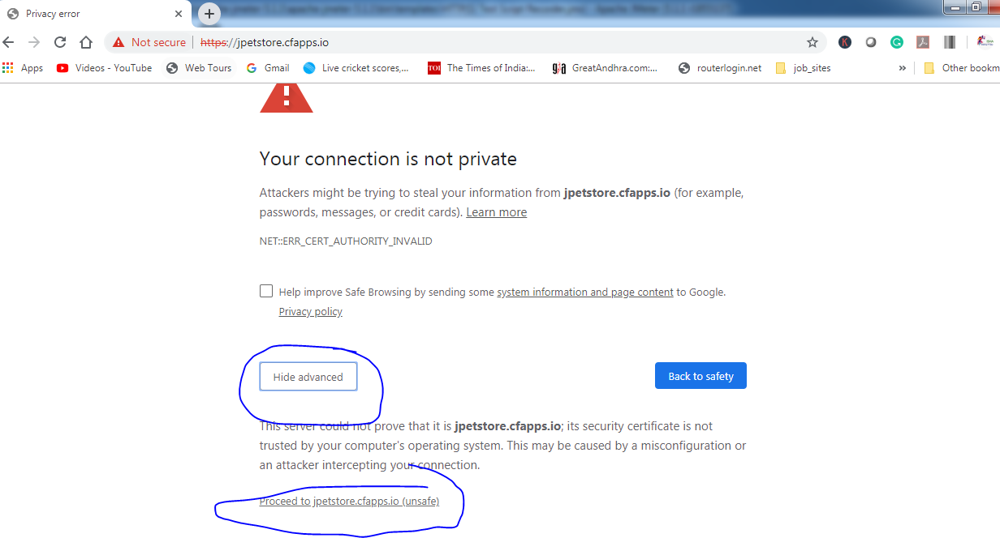 Privacy error
Not secure https://jpetstore.cfapps.io
K G
Apps Videos - YouTube Web Tours G Gmail Live cricket scores,... TOI The Times of India:... g!a GreatAndhra.com:... routerlogin.net job_sites » Other bookm
!
Your connection is not private
Attackers might be trying to steal your information from jpetstore.cfapps.io (for example,
passwords, messages, or credit cards). Learn more
NET::ERR_CERT_AUTHORITY_INVALID
Help improve Safe Browsing by sending some system information and page content to Google.
Privacy policy
Hide advanced Back to safety
This server could not prove that it is jpetstore.cfapps.io; its security certificate is not
trusted by your computer's operating system. This may be caused by a misconfiguration or
an attacker intercepting your connection.
Proceed to jpetstore.cfapps.io (unsafe)